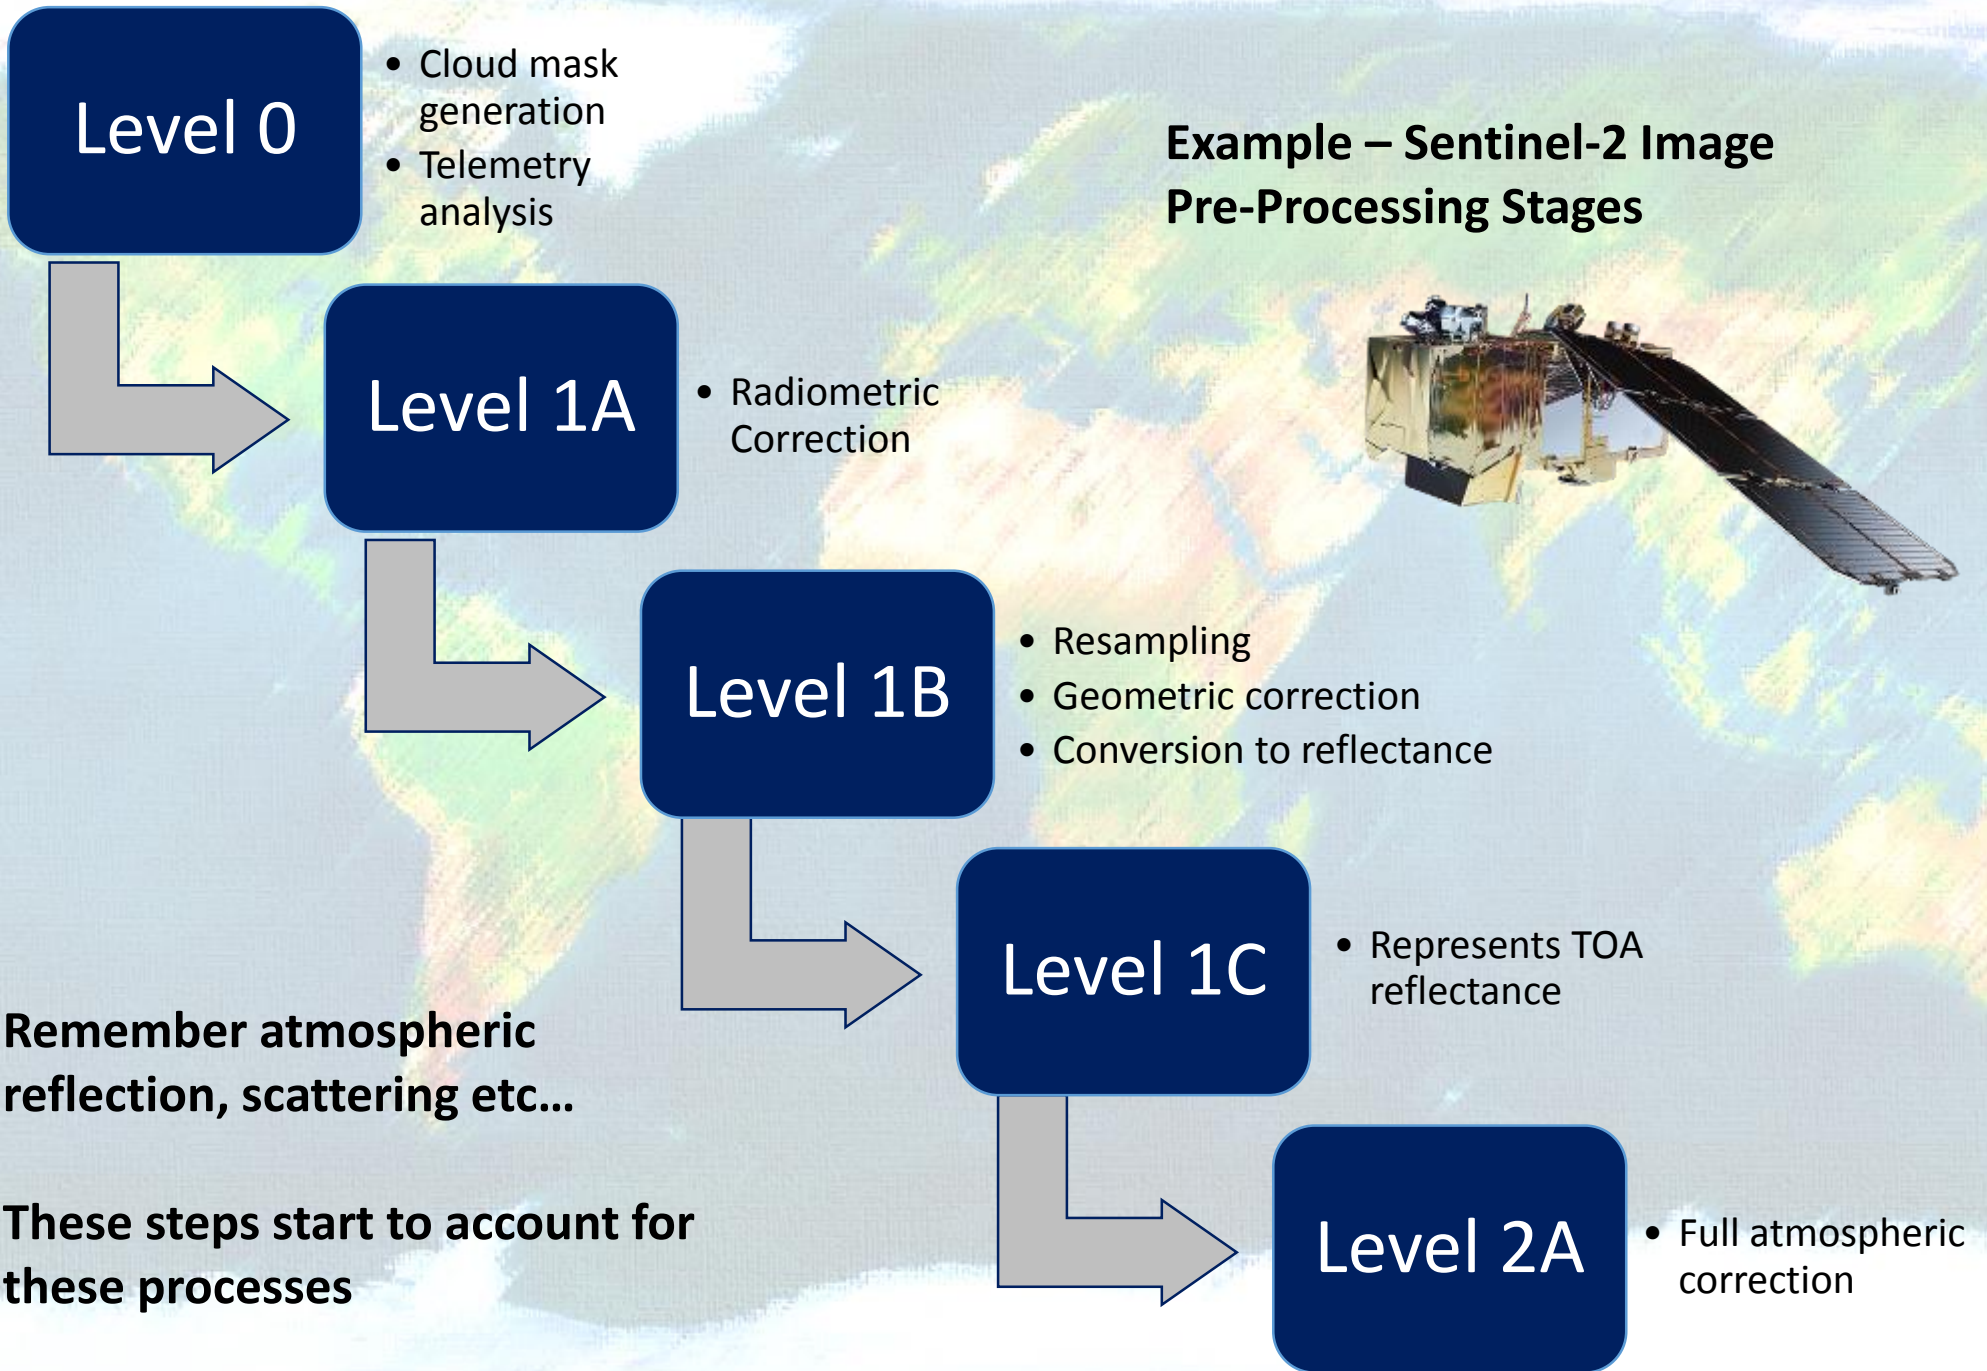 Level 0
• Cloud mask
generation
• Telemetry
analysis
Example – Sentinel-2 Image
Pre-Processing Stages
Level 1A
• Radiometric
Correction
Level 1B
• Resampling
• Geometric correction
• Conversion to reflectance
Level 1C
• Represents TOA
reflectance
Remember atmospheric
reflection, scattering etc…
These steps start to account for
these processes
Level 2A
• Full atmospheric
correction